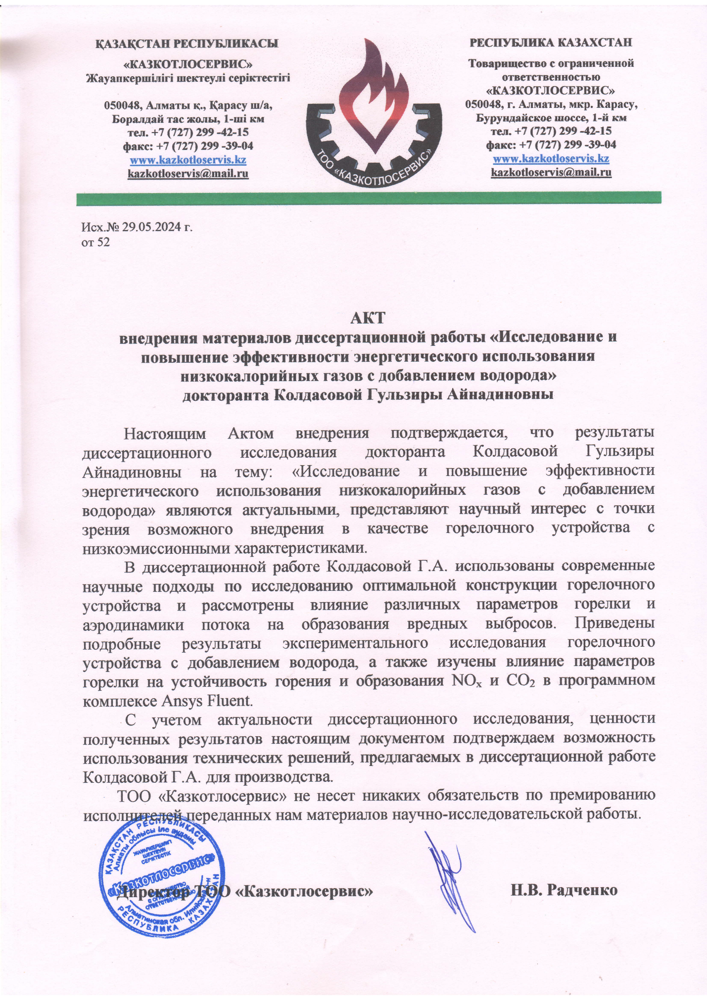 ҚАЗАҚСТАН РЕСПУБЛИКАСЫ
«КАЗКОТЛОСЕРВИС»
Жауапкершілігі шектеулі серіктестігі
050048, Алматы қ., Қарасу ш/а,
Боралдай тас жолы, 1-ші км
тел. +7 (727) 299 -42-15
факс: +7 (727) 299 -39-04
www.kazkotloservis.kz
kazkotloservis@mail.ru
ТОО «КАЗКОТЛОСЕРВИС»
РЕСПУБЛИКА КАЗАХСТАН
Товарищество с ограниченной
ответственностью
«КАЗКОТЛОСЕРВИС»
050048, г. Алматы, мкр. Карасу,
Бурундайское шоссе, 1-й км
тел. +7 (727) 299 -42-15
факс: +7 (727) 299 -39-04
www.kazkotloservis.kz
kazkotloservis@mail.ru
Исх.№ 29.05.2024 г.
от 52
АКТ
внедрения материалов диссертационной работы «Исследование и
повышение эффективности энергетического использования
низкокалорийных газов с добавлением водорода»
докторанта Колдасовой Гульзиры Айнадиновны
Настоящим Актом внедрения подтверждается, что результаты
диссертационного исследования докторанта Колдасовой Гульзиры
Айнадиновны на тему: «Исследование и повышение эффективности
энергетического использования низкокалорийных газов с добавлением
водорода» являются актуальными, представляют научный интерес с точки
зрения возможного внедрения в качестве горелочного устройства с
низкоэмиссионными характеристиками.
В диссертационной работе Колдасовой Г.А. использованы современные
научные подходы по исследованию оптимальной конструкции горелочного
устройства и рассмотрены влияние различных параметров горелки и
аэродинамики потока на образования вредных выбросов. Приведены
подробные результаты экспериментального исследования горелочного
устройства с добавлением водорода, а также изучены влияние параметров
горелки на устойчивость горения и образования NOₓ и CO₂ в программном
комплексе Ansys Fluent.
С учетом актуальности диссертационного исследования, ценности
полученных результатов настоящим документом подтверждаем возможность
использования технических решений, предлагаемых в диссертационной работе
Колдасовой Г.А. для производства.
ТОО «Казкотлосервис» не несет никаких обязательств по премированию
исполнителей переданных нам материалов научно-исследовательской работы.
ҚАЗАҚСТАН РЕСПУБЛИКАСЫ
Алматы облысы Іле ауданы
ЖАУАПКЕРШІЛІГІ
ШЕКТЕУЛІ
СЕРІКТЕСТІК
«Казкотлосервис»
С ОГРАНИЧЕННОЙ
ОТВЕТСТВЕННОСТЬЮ
Алматинская обл. Илийский р-н
РЕСПУБЛИКА КАЗАХСТАН
Директор ТОО «Казкотлосервис»
Н.В. Радченко